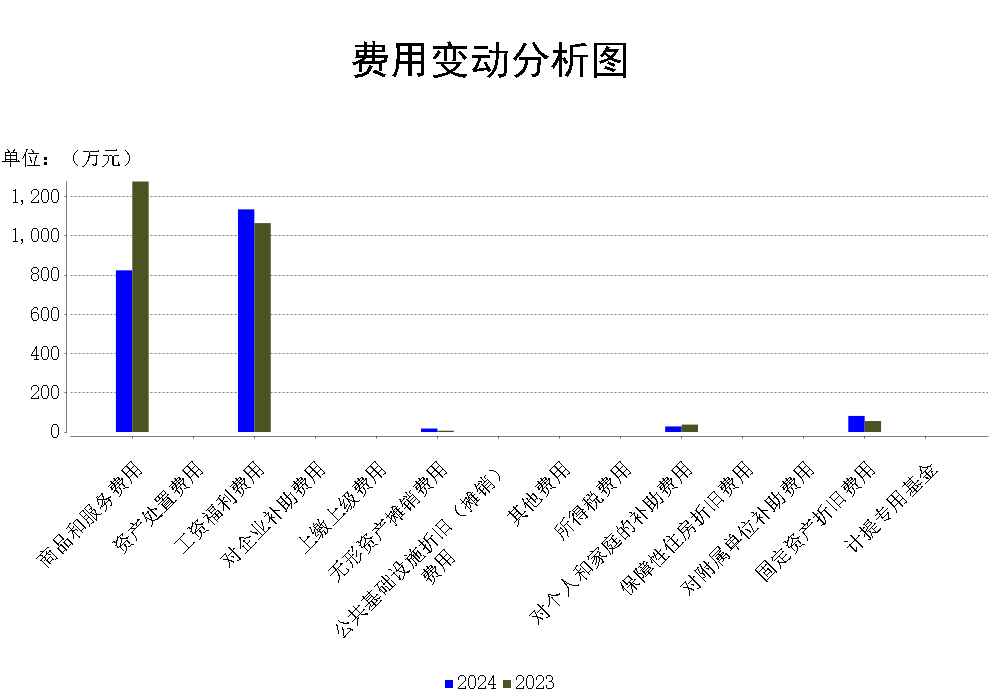 费用变动分析图
单位：（万元）
1,200
1,000
800
600
400
200
0
商品和服务费用
资产处置费用
工资福利费用
对企业补助费用
上缴上级费用
无形资产摊销费用
公共基础设施折旧（摊销）
费用
其他费用
所得税费用
对个人和家庭的补助费用
保障性住房折旧费用
对附属单位补助费用
固定资产折旧费用
计提专用基金
2024 2023